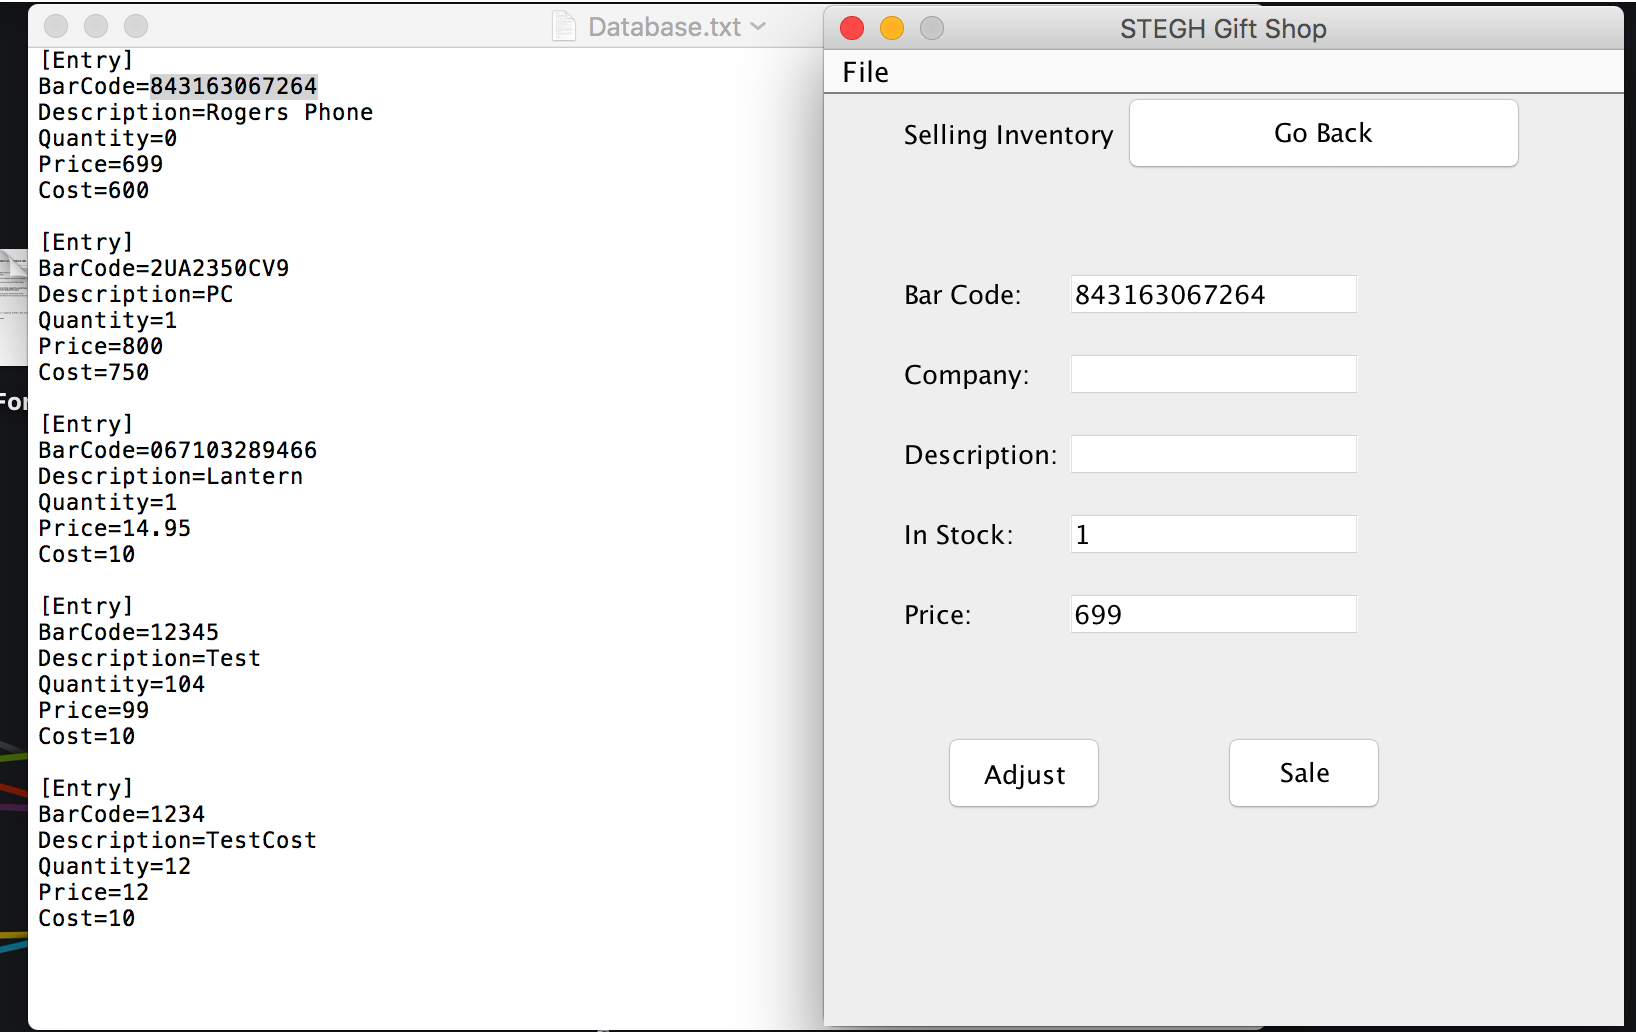 Database.txt
[Entry]
BarCode=843163067264
Description=Rogers Phone
Quantity=0
Price=699
Cost=600
[Entry]
BarCode=2UA2350CV9
Description=PC
Quantity=1
Price=800
Cost=750
[Entry]
BarCode=067103289466
Description=Lantern
Quantity=1
Price=14.95
Cost=10
[Entry]
BarCode=12345
Description=Test
Quantity=104
Price=99
Cost=10
[Entry]
BarCode=1234
Description=TestCost
Quantity=12
Price=12
Cost=10
STEGH Gift Shop
File
Selling Inventory Go Back
Bar Code: 843163067264
Company:
Description:
In Stock: 1
Price: 699
Adjust Sale